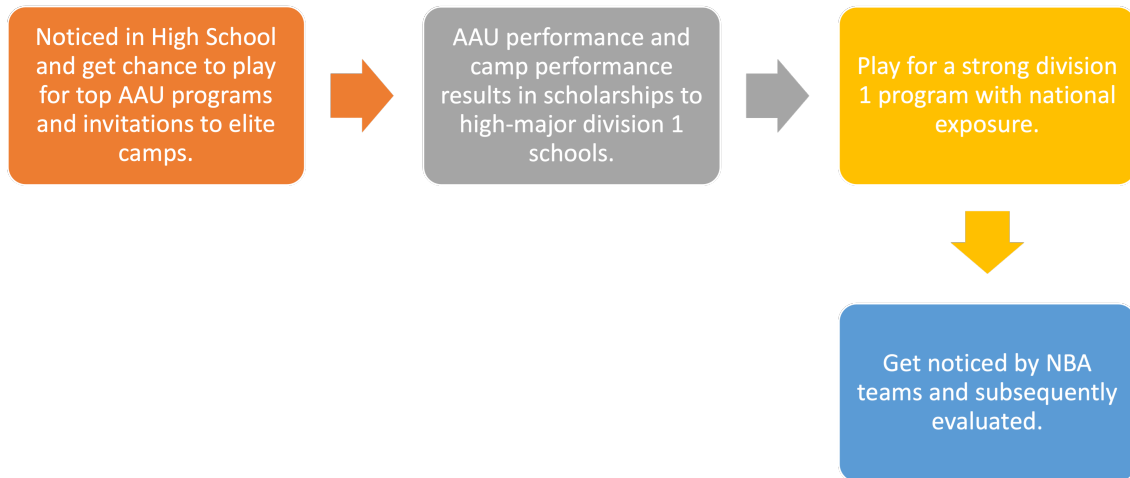 Noticed in High School
and get chance to play
for top AAU programs
and invitations to elite
camps.
AAU performance and
camp performance
results in scholarships to
high-major division 1
schools.
Play for a strong division
1 program with national
exposure.
Get noticed by NBA
teams and subsequently
evaluated.